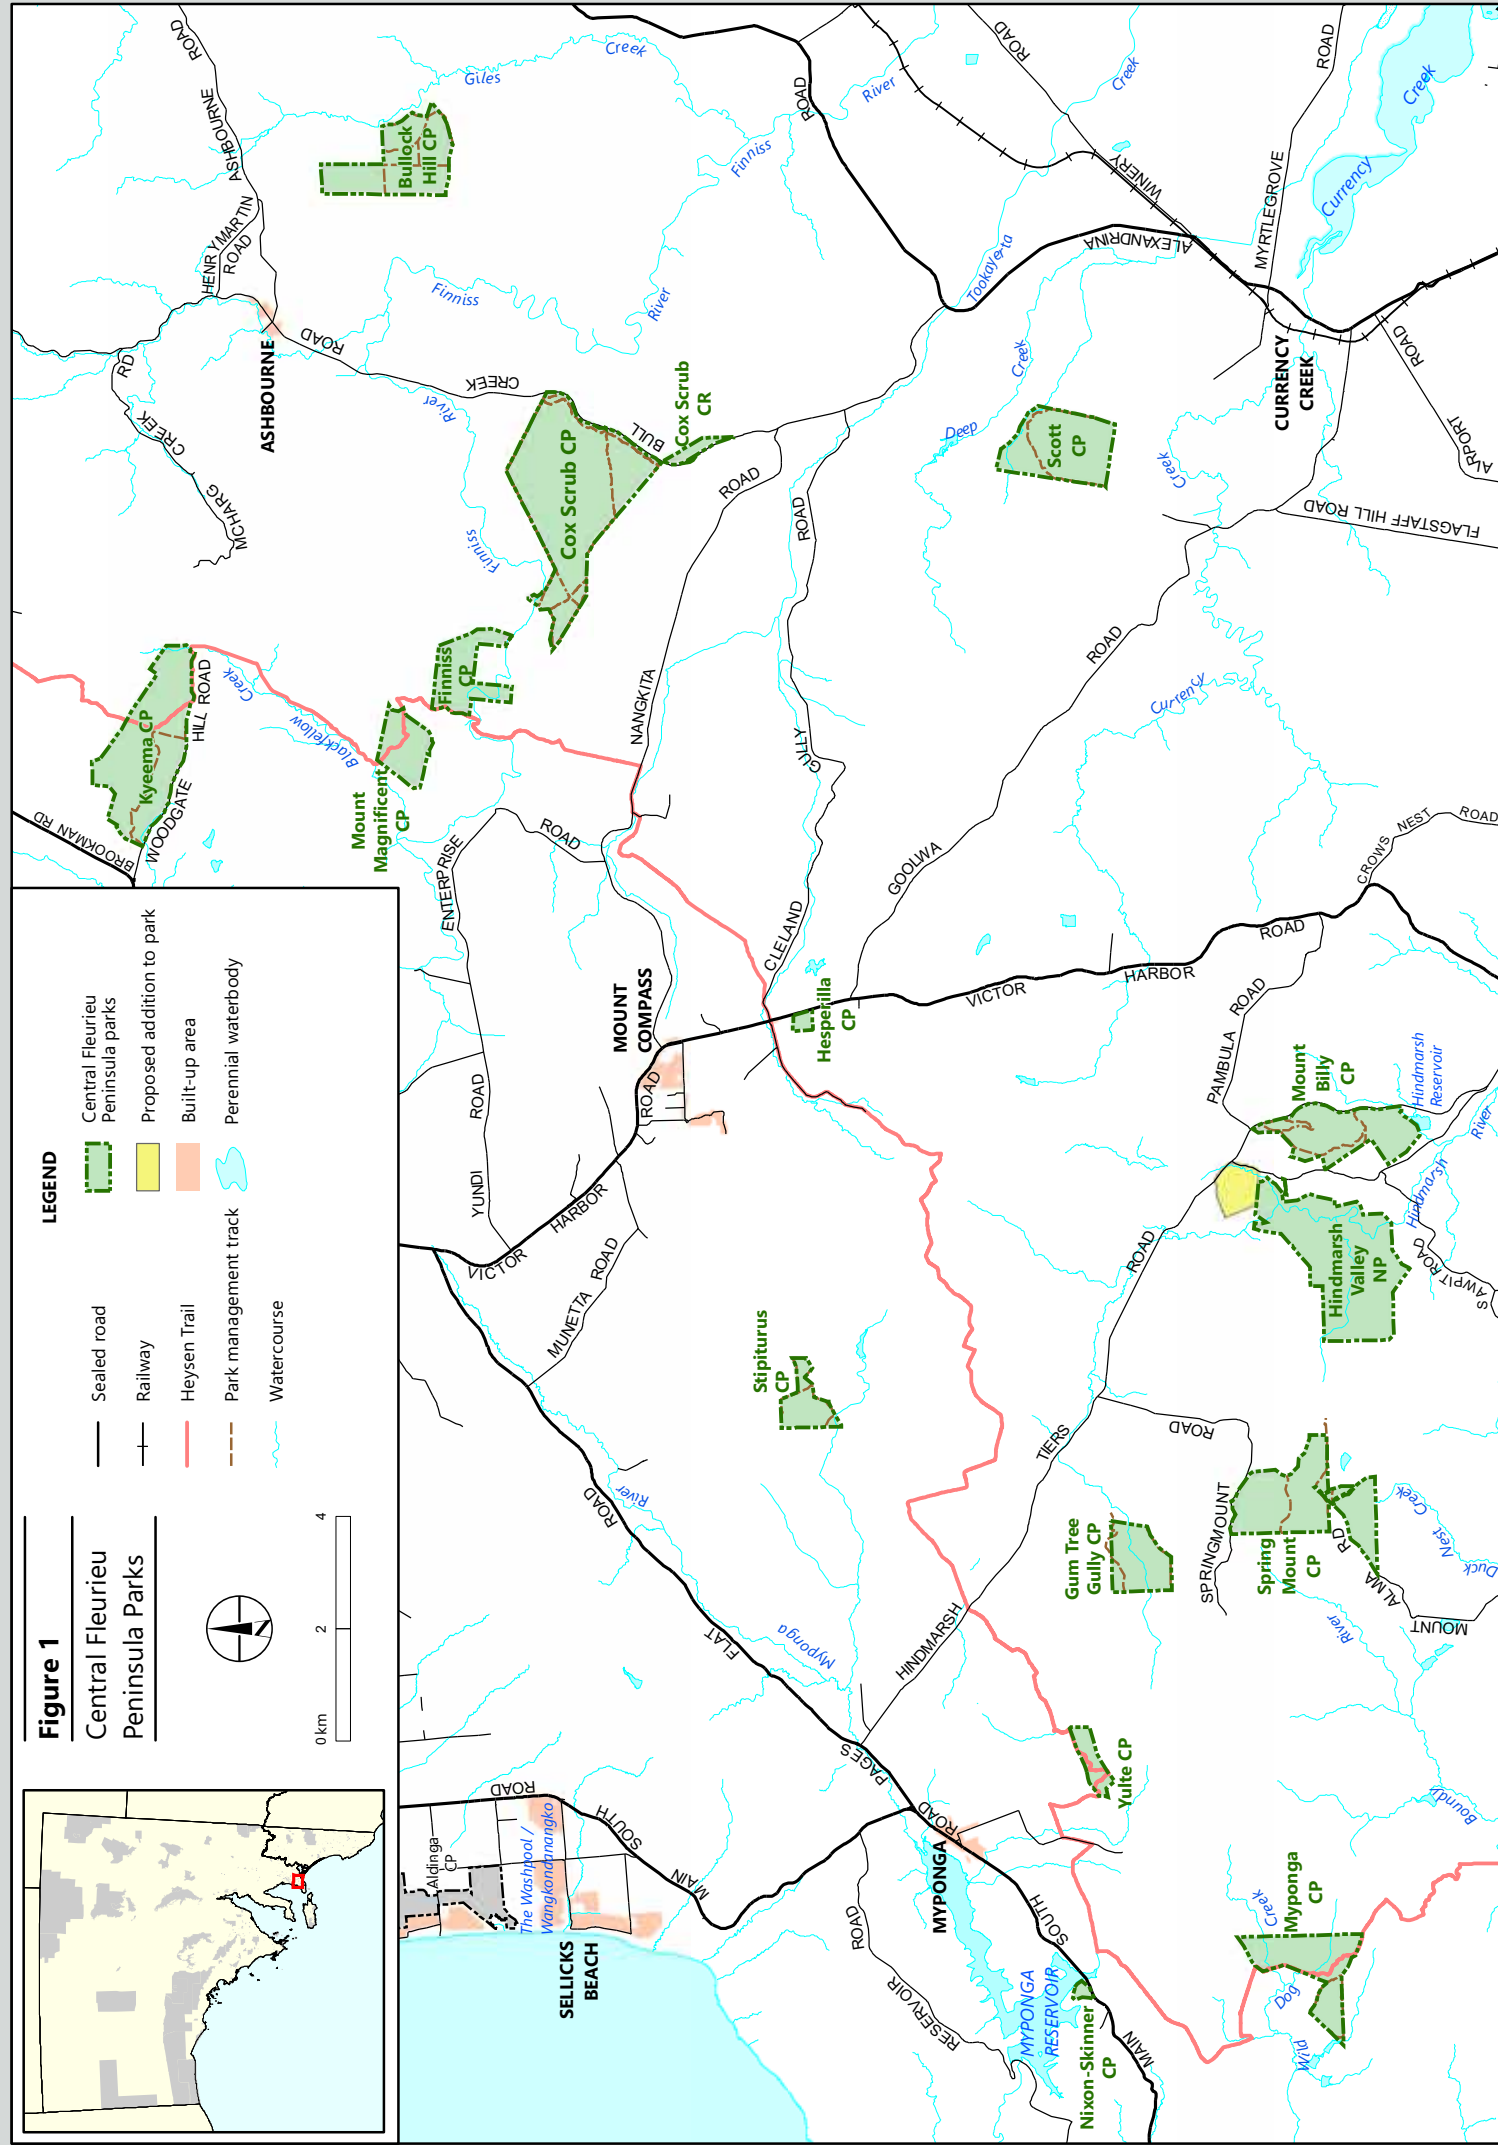 Figure 1
Central Fleurieu
Peninsula Parks
0 km
2
4
LEGEND
Sealed road
Railway
Heysen Trail
Park management track
Watercourse
Central Fleurieu
Peninsula parks
Proposed addition to park
Built-up area
Perennial waterbody
BROOKMAN RD
WOODGATE
HILL ROAD
Kyeema CP
Blackfellow
Creek
Mount
Magnificent
CP
Finniss
CP
MCHARG
CREEK
RD
HENRY MARTIN
ROAD
ASHBOURNE
ROAD
ASHBOURNE
Giles
Creek
Bullock
Hill CP
Finniss
River
Finniss
River
Finniss
River
BULL
CREEK
ROAD
Cox Scrub CP
Cox Scrub
CR
NANGKITA
ROAD
ENTERPRISE
ROAD
YUNDI
ROAD
VICTOR
HARBOR
ROAD
MUNETTA
ROAD
MOUNT
COMPASS
CLELAND
GULLY
ROAD
Hesperilla
CP
VICTOR
HARBOR
ROAD
GOOLWA
ROAD
Tookayerta
Creek
Deep
Creek
Scott
CP
ALEXANDRINA
ROAD
WINERY
ROAD
MYRTLEGROVE
ROAD
Currency
Creek
Currency
Creek
CURRENCY
CREEK
AIRPORT
ROAD
FLAGSTAFF HILL ROAD
CROWS
NEST
ROAD
PAMBULA
ROAD
Mount
Billy
CP
Hindmarsh
Reservoir
Hindmarsh
River
Hindmarsh
Valley
NP
SAWPIT ROAD
Stipiturus
CP
HINDMARSH
TIERS
ROAD
SPRINGMOUNT
ROAD
Spring
Mount
CP
Gum Tree
Gully CP
MOUNT
ALMA
RD
Duck
Nest
Creek
River
PAGES
FLAT
ROAD
Myponga
River
Aldinga
CP
The Washpool /
Wangkondanangko
SELLICKS
BEACH
MAIN
SOUTH
ROAD
MYPONGA
RESERVOIR
ROAD
MYPONGA
RESERVOIR
MAIN
SOUTH
ROAD
Nixon-Skinner
CP
Yulte CP
Myponga
CP
Wild
Dog
Creek
Boundy